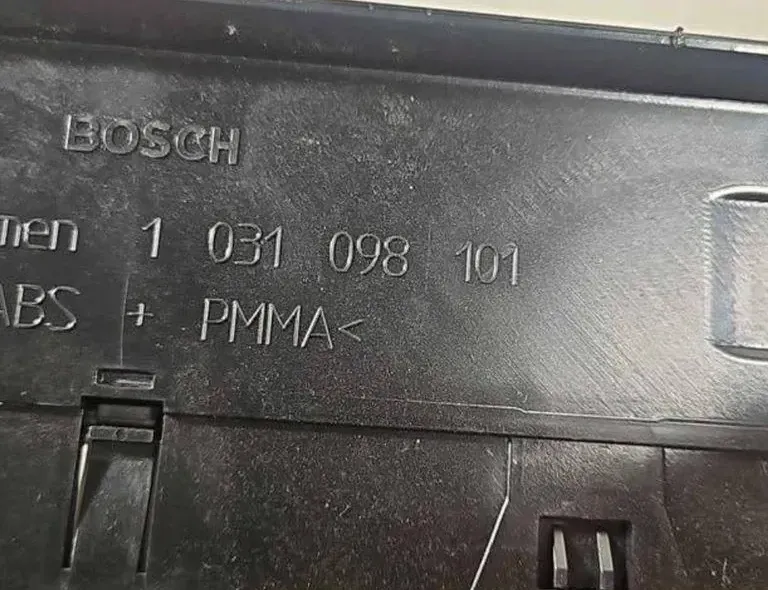 BOSCH
men 1 031 098 101
ABS + PMMA<